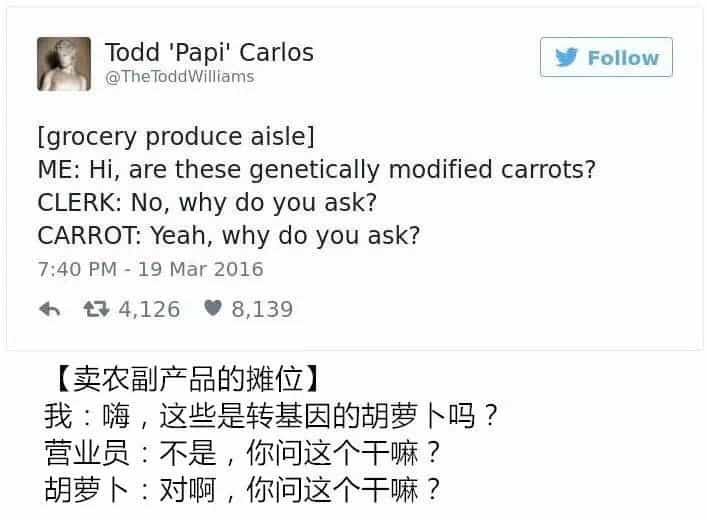 Todd 'Papi' Carlos
@TheToddWilliams
Follow
[grocery produce aisle]
ME: Hi, are these genetically modified carrots?
CLERK: No, why do you ask?
CARROT: Yeah, why do you ask?
7:40 PM - 19 Mar 2016
4,126 8,139
【卖农副产品的摊位】
我：嗨，这些是转基因的胡萝卜吗？
营业员：不是，你问这个干嘛？
胡萝卜：对啊，你问这个干嘛？